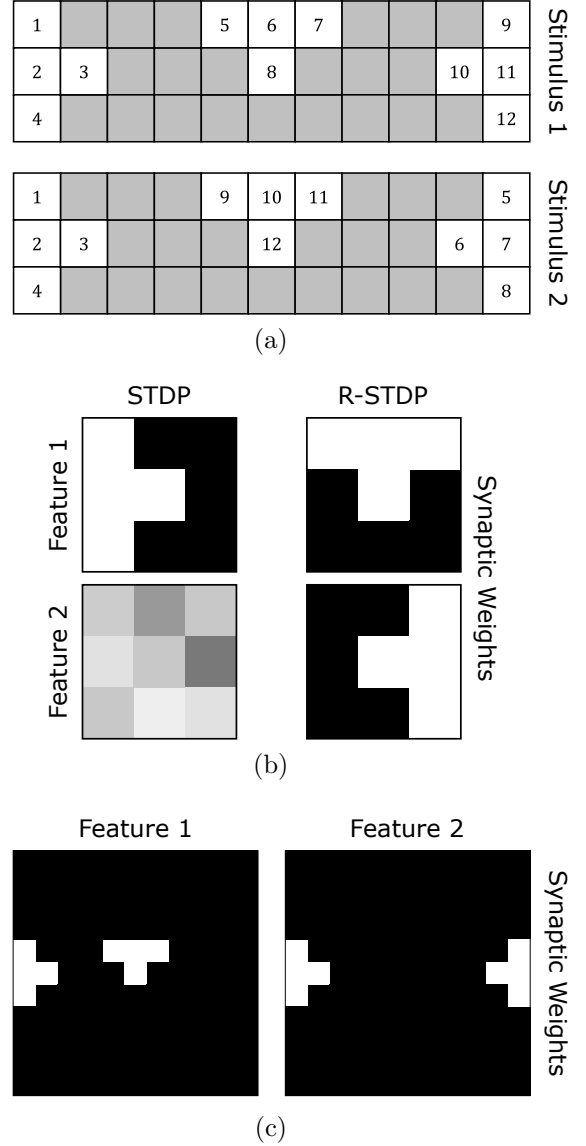 1 5 6 7 9
2 3 8 10 11
4 12
Stimulus 1
1 9 10 11 5
2 3 12 6 7
4 8
Stimulus 2
(a)
STDP R-STDP
Feature 1
Feature 2
Synaptic Weights
(b)
Feature 1 Feature 2
Synaptic Weights
(c)